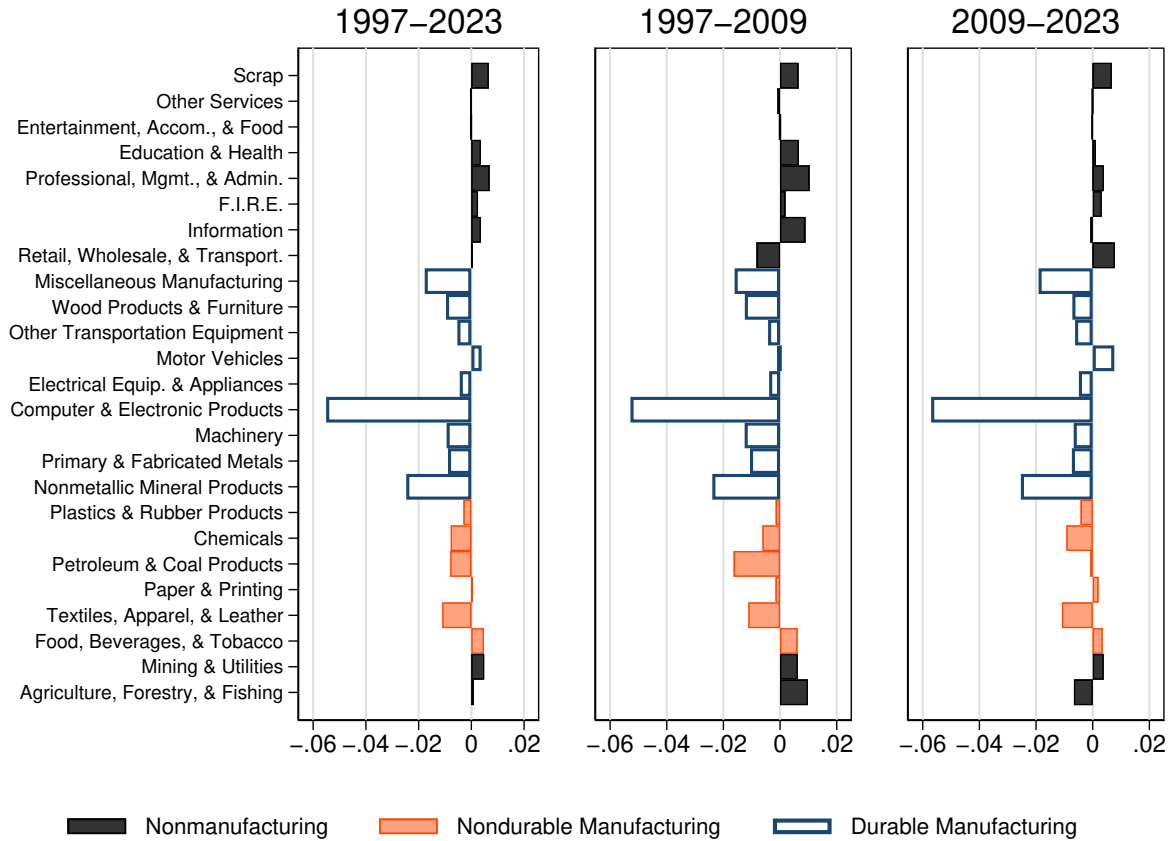 1997−2023 1997−2009 2009−2023
Scrap
Other Services
Entertainment, Accom., & Food
Education & Health
Professional, Mgmt., & Admin.
F.I.R.E.
Information
Retail, Wholesale, & Transport.
Miscellaneous Manufacturing
Wood Products & Furniture
Other Transportation Equipment
Motor Vehicles
Electrical Equip. & Appliances
Computer & Electronic Products
Machinery
Primary & Fabricated Metals
Nonmetallic Mineral Products
Plastics & Rubber Products
Chemicals
Petroleum & Coal Products
Paper & Printing
Textiles, Apparel, & Leather
Food, Beverages, & Tobacco
Mining & Utilities
Agriculture, Forestry, & Fishing
−.06 −.04 −.02 0 .02 −.06 −.04 −.02 0 .02 −.06 −.04 −.02 0 .02
Nonmanufacturing Nondurable Manufacturing Durable Manufacturing